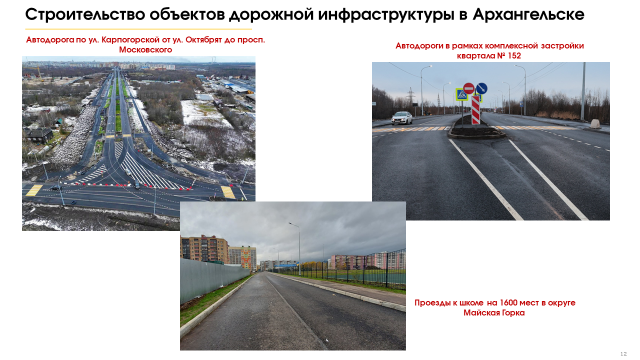 Строительство объектов дорожной инфраструктуры в Архангельске
Автодорога по ул. Карпогорской от ул. Октябрят до просп.
Московского
Автодороги в рамках комплексной застройки
квартала № 152
Проезды к школе на 1600 мест в округе
Майская Горка